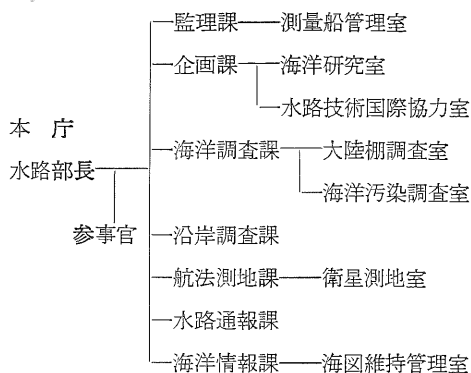 監理課 測量船管理室
企画課 海洋研究室
水路技術国際協力室
本庁
水路部長 海洋調査課 大陸棚調査室
海洋汚染調査室
参事官 沿岸調査課
航法測地課 衛星測地室
水路通報課
海洋情報課 海図維持管理室